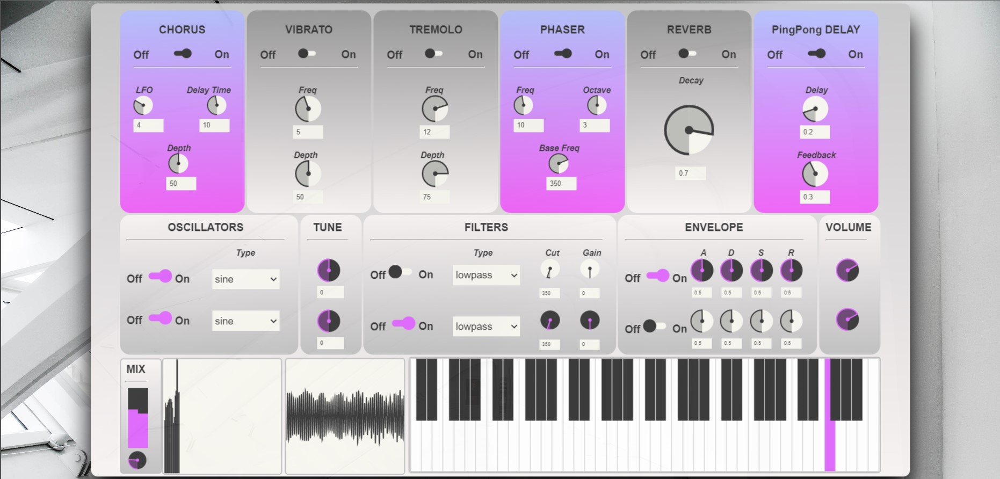 CHORUS VIBRATO TREMOLO PHASER REVERB PingPong DELAY
Off On Off On Off On Off On Off On Off On
LFO Delay Time Freq Freq Freq Octave Decay Delay
4 10 5 12 10 3 0.2
Depth Depth Depth Base Freq Feedback
50 50 75 350 0.7 0.3
OSCILLATORS TUNE FILTERS ENVELOPE VOLUME
Type Type Cut Gain A D S R
Off On sine 0 Off On lowpass 350 0 Off On 0.5 0.5 0.5 0.5
Off On sine 0 Off On lowpass 350 0 Off On 0.5 0.5 0.5 0.5
MIX